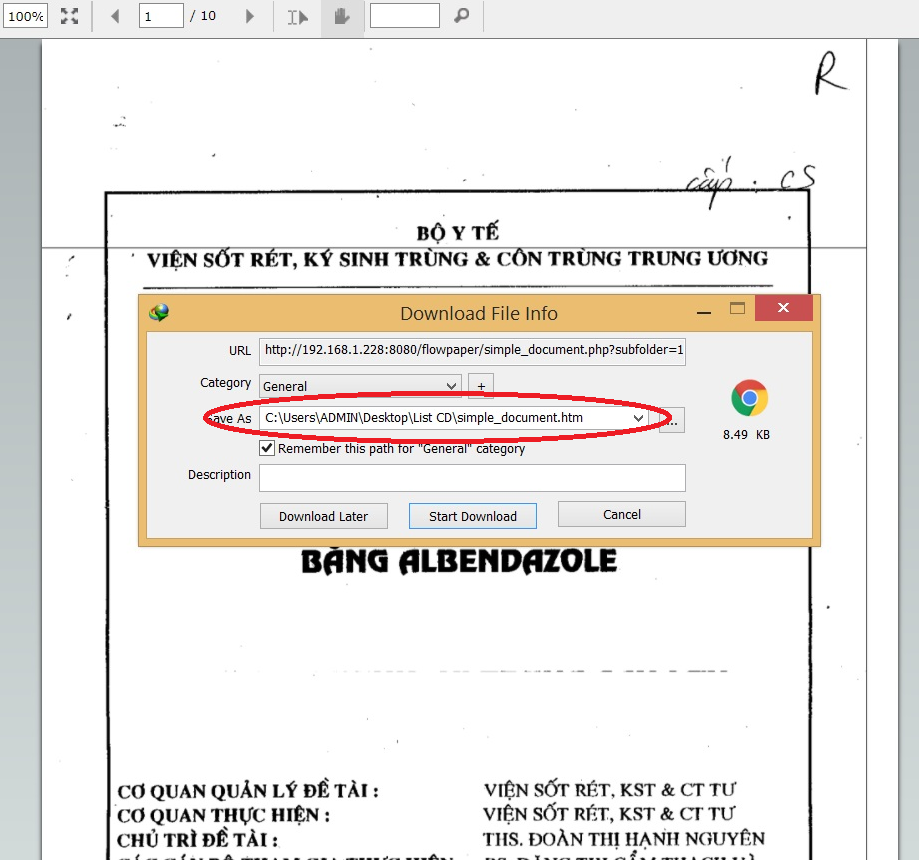 100%
1 / 10
R
cấp : CS
BỘ Y TẾ
VIỆN SỐT RÉT, KÝ SINH TRÙNG & CÔN TRÙNG TRUNG ƯƠNG
Download File Info
URL http://192.168.1.228:8080/flowpaper/simple_document.php?subfolder=1
Category General +
Save As C:\Users\ADMIN\Desktop\List CD\simple_document.htm ...
8.49 KB
Remember this path for "General" category
Description
Download Later Start Download Cancel
BẰNG ALBENDAZOLE
CƠ QUAN QUẢN LÝ ĐỀ TÀI : VIỆN SỐT RÉT, KST & CT TƯ
CƠ QUAN THỰC HIỆN : VIỆN SỐT RÉT, KST & CT TƯ
CHỦ TRÌ ĐỀ TÀI : THS. ĐOÀN THỊ HẠNH NGUYÊN